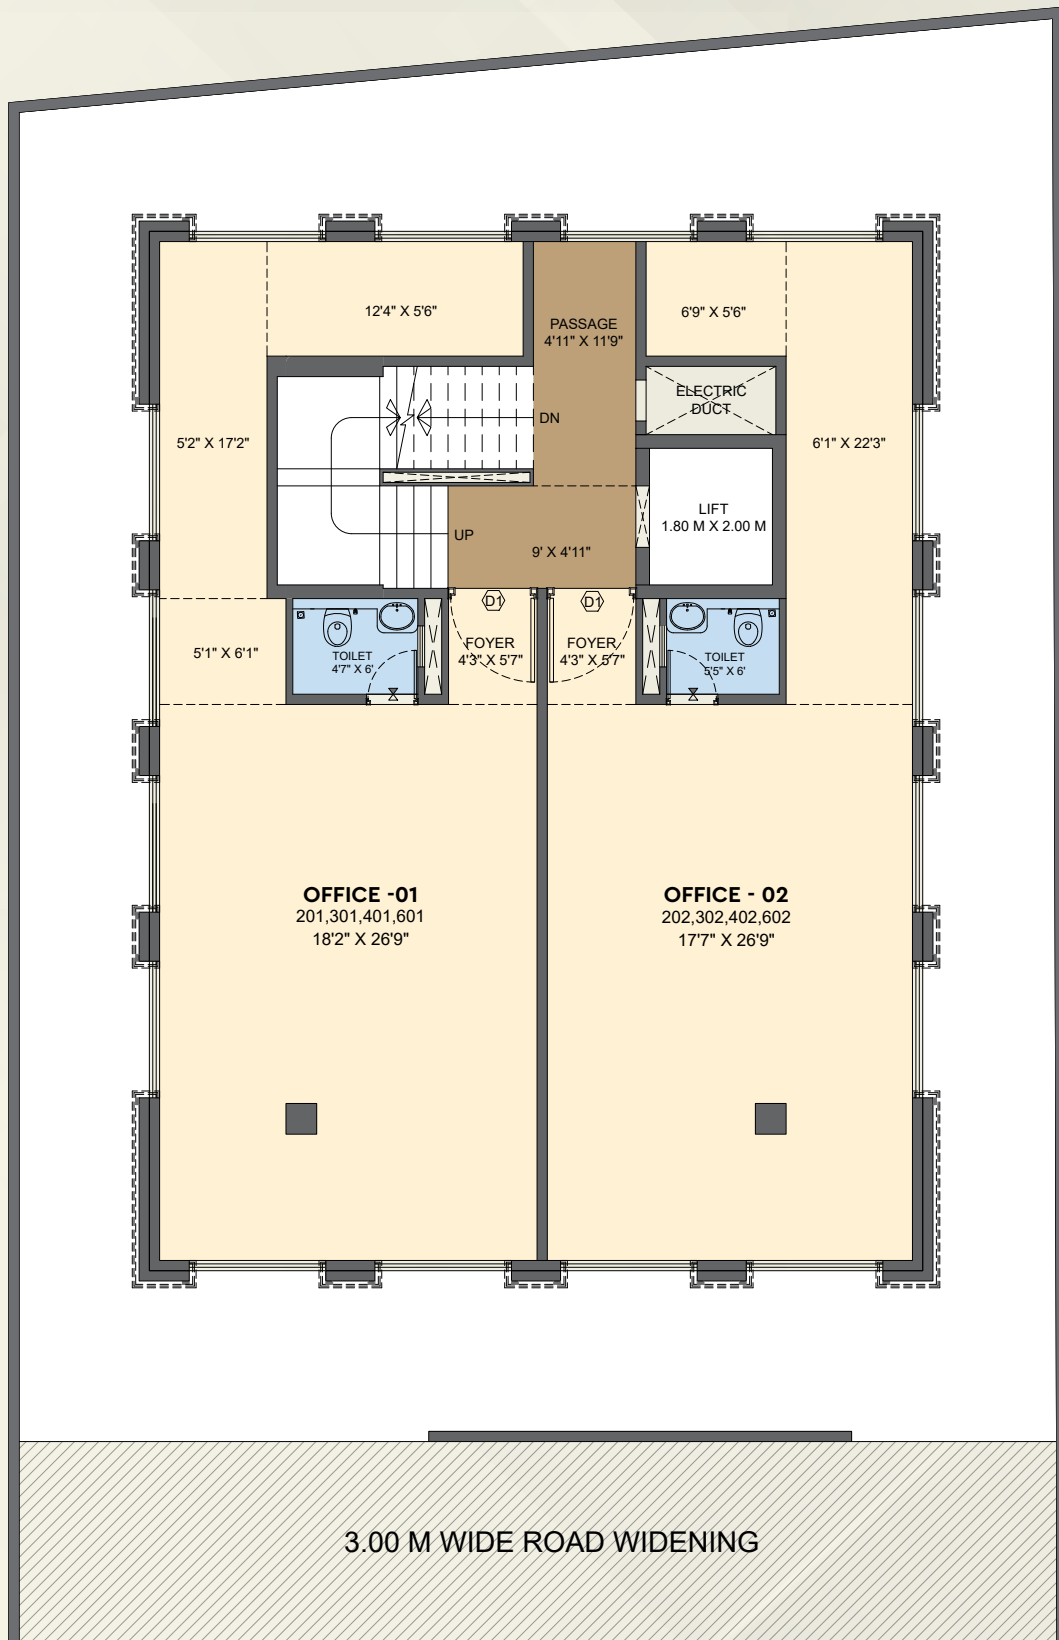 12'4" X 5'6"
PASSAGE
4'11" X 11'9"
6'9" X 5'6"
ELECTRIC
DUCT
DN
5'2" X 17'2"
6'1" X 22'3"
LIFT
1.80 M X 2.00 M
UP
9' X 4'11"
D1
D1
FOYER
4'3" X 5'7"
FOYER
4'3" X 5'7"
5'1" X 6'1"
TOILET
4'7" X 6'
TOILET
5'5" X 6'
OFFICE -01
201,301,401,601
18'2" X 26'9"
OFFICE - 02
202,302,402,602
17'7" X 26'9"
3.00 M WIDE ROAD WIDENING